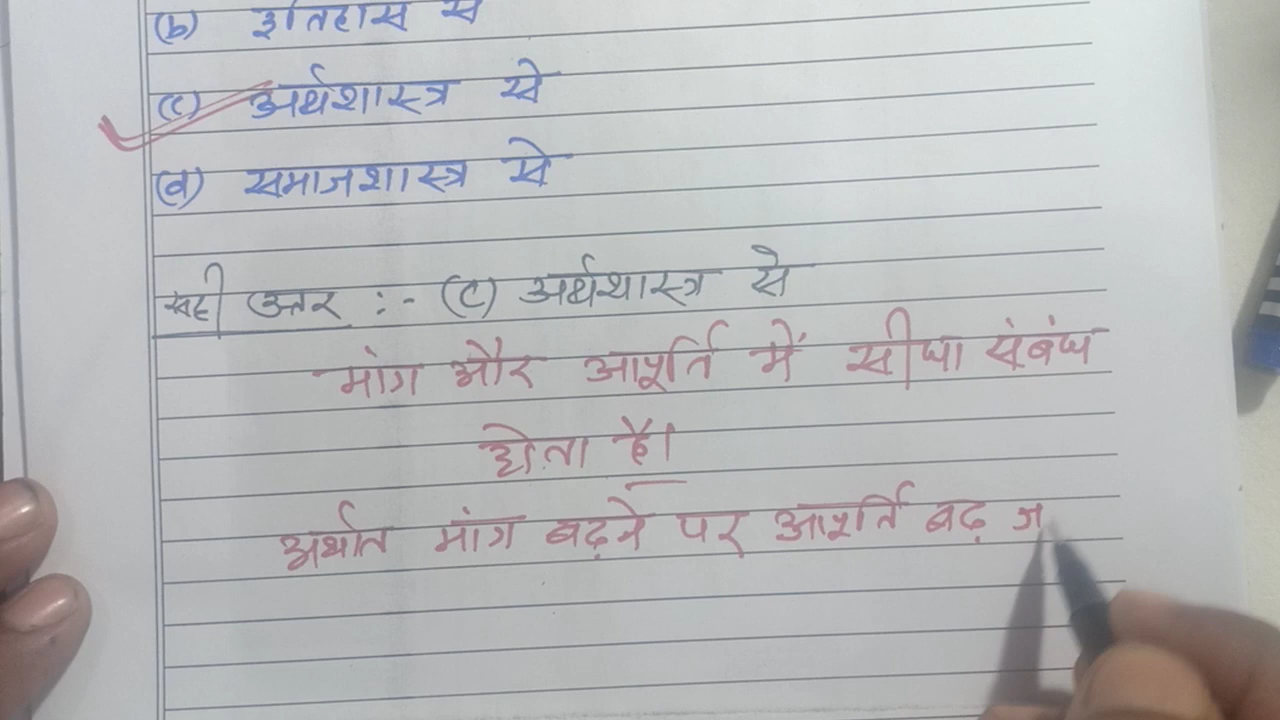 (b) इतिहास से
(c) अर्थशास्त्र से
(d) समाजशास्त्र से
सही उत्तर :- (c) अर्थशास्त्र से
मांग और आपूर्ति में सीधा संबंध
होता है।
अर्थात मांग बढ़ने पर आपूर्ति बढ़ ज